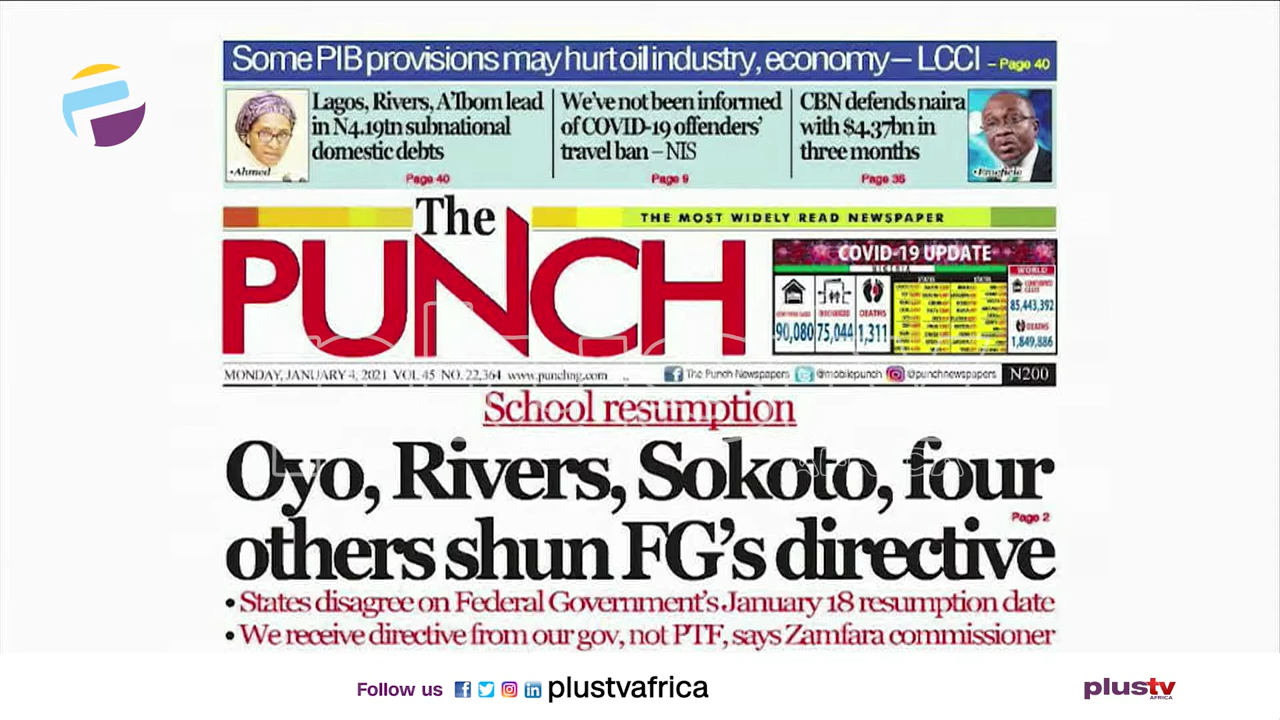 Some PIB provisions may hurt oil industry, economy – LCCI – Page 40
Lagos, Rivers, A'Ibom lead
in N4.19tn subnational
domestic debts
Page 40
•Ahmed
We've not been informed
of COVID-19 offenders'
travel ban – NIS
Page 9
CBN defends naira
with $4.37bn in
three months
Page 35
•Emefiele
THE MOST WIDELY READ NEWSPAPER
The
PUNCH
COVID-19 UPDATE
NIGERIA
DEATHS
90,080 75,044 1,311
WORLD
CONFIRMED
CASES
85,443,392
DEATHS
1,849,886
MONDAY, JANUARY 4, 2021 VOL 45 NO. 22,364 www.punchng.com
The Punch Newspapers @mobilepunch @punchnewspapers N200
School resumption
Oyo, Rivers, Sokoto, four
Page 2
others shun FG's directive
• States disagree on Federal Government's January 18 resumption date
• We receive directive from our gov, not PTF, says Zamfara commissioner
Follow us plustvafrica
plustv
AFRICA